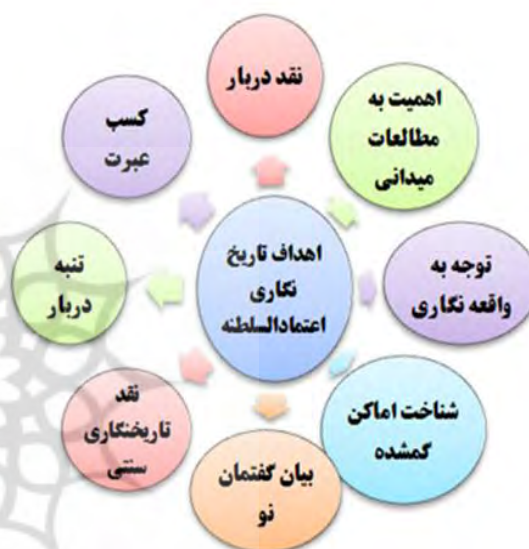 نقد دربار
اهمیت به
مطالعات
میدانی
توجه به
واقعه نگاری
شناخت اماکن
گمشده
بیان گفتمان
نو
نقد
تاریخنگاری
سنتی
تنبه
دربار
کسب
عبرت
اهداف تاریخ
نگاری
اعتمادالسلطنه